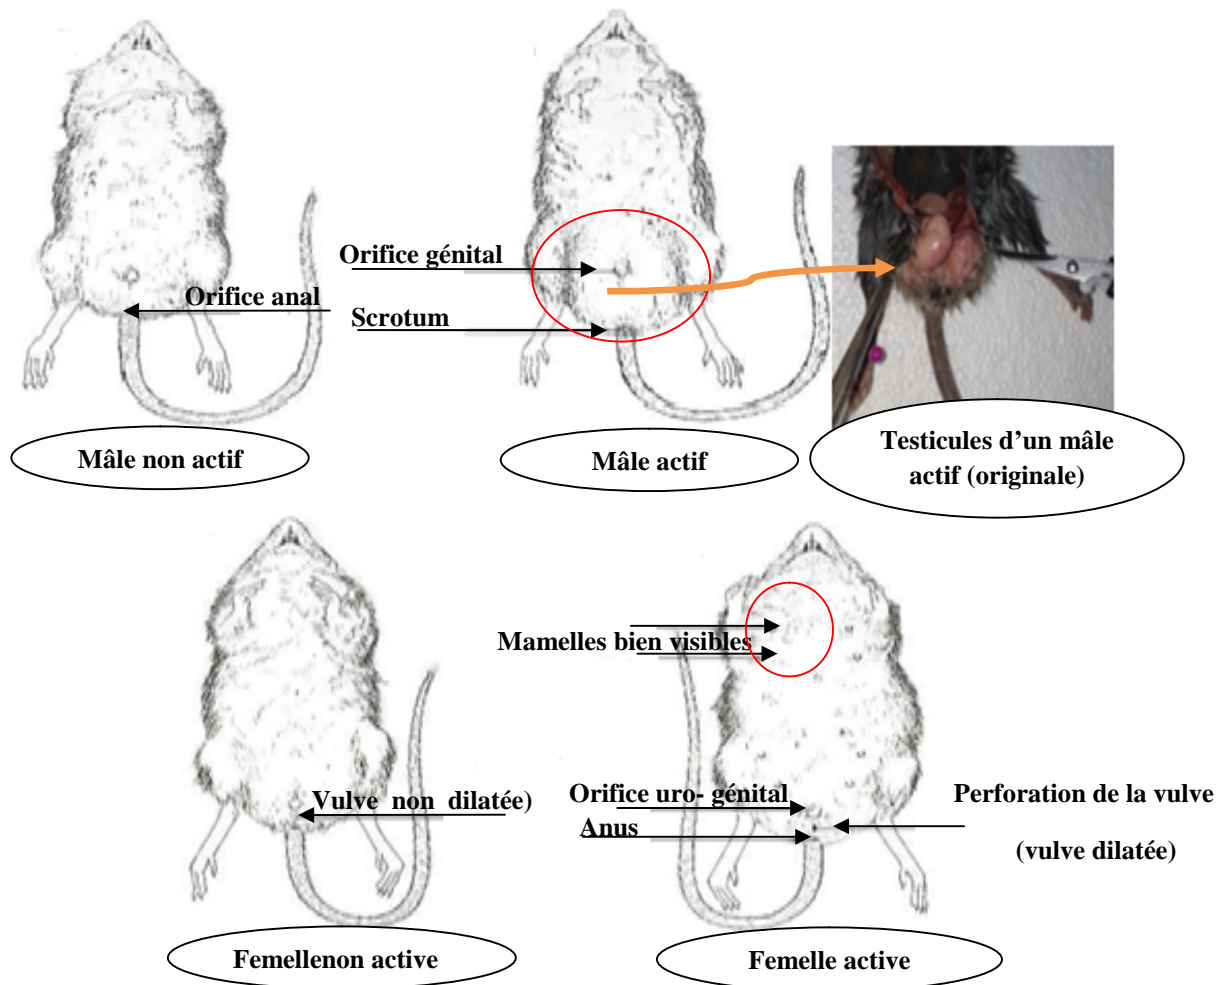 Orifice génital
Orifice anal
Scrotum
Mâle non actif
Mâle actif
Testicules d'un mâle
actif (originale)
Mamelles bien visibles
Vulve non dilatée)
Orifice uro- génital
Anus
Perforation de la vulve
(vulve dilatée)
Femellenon active
Femelle active